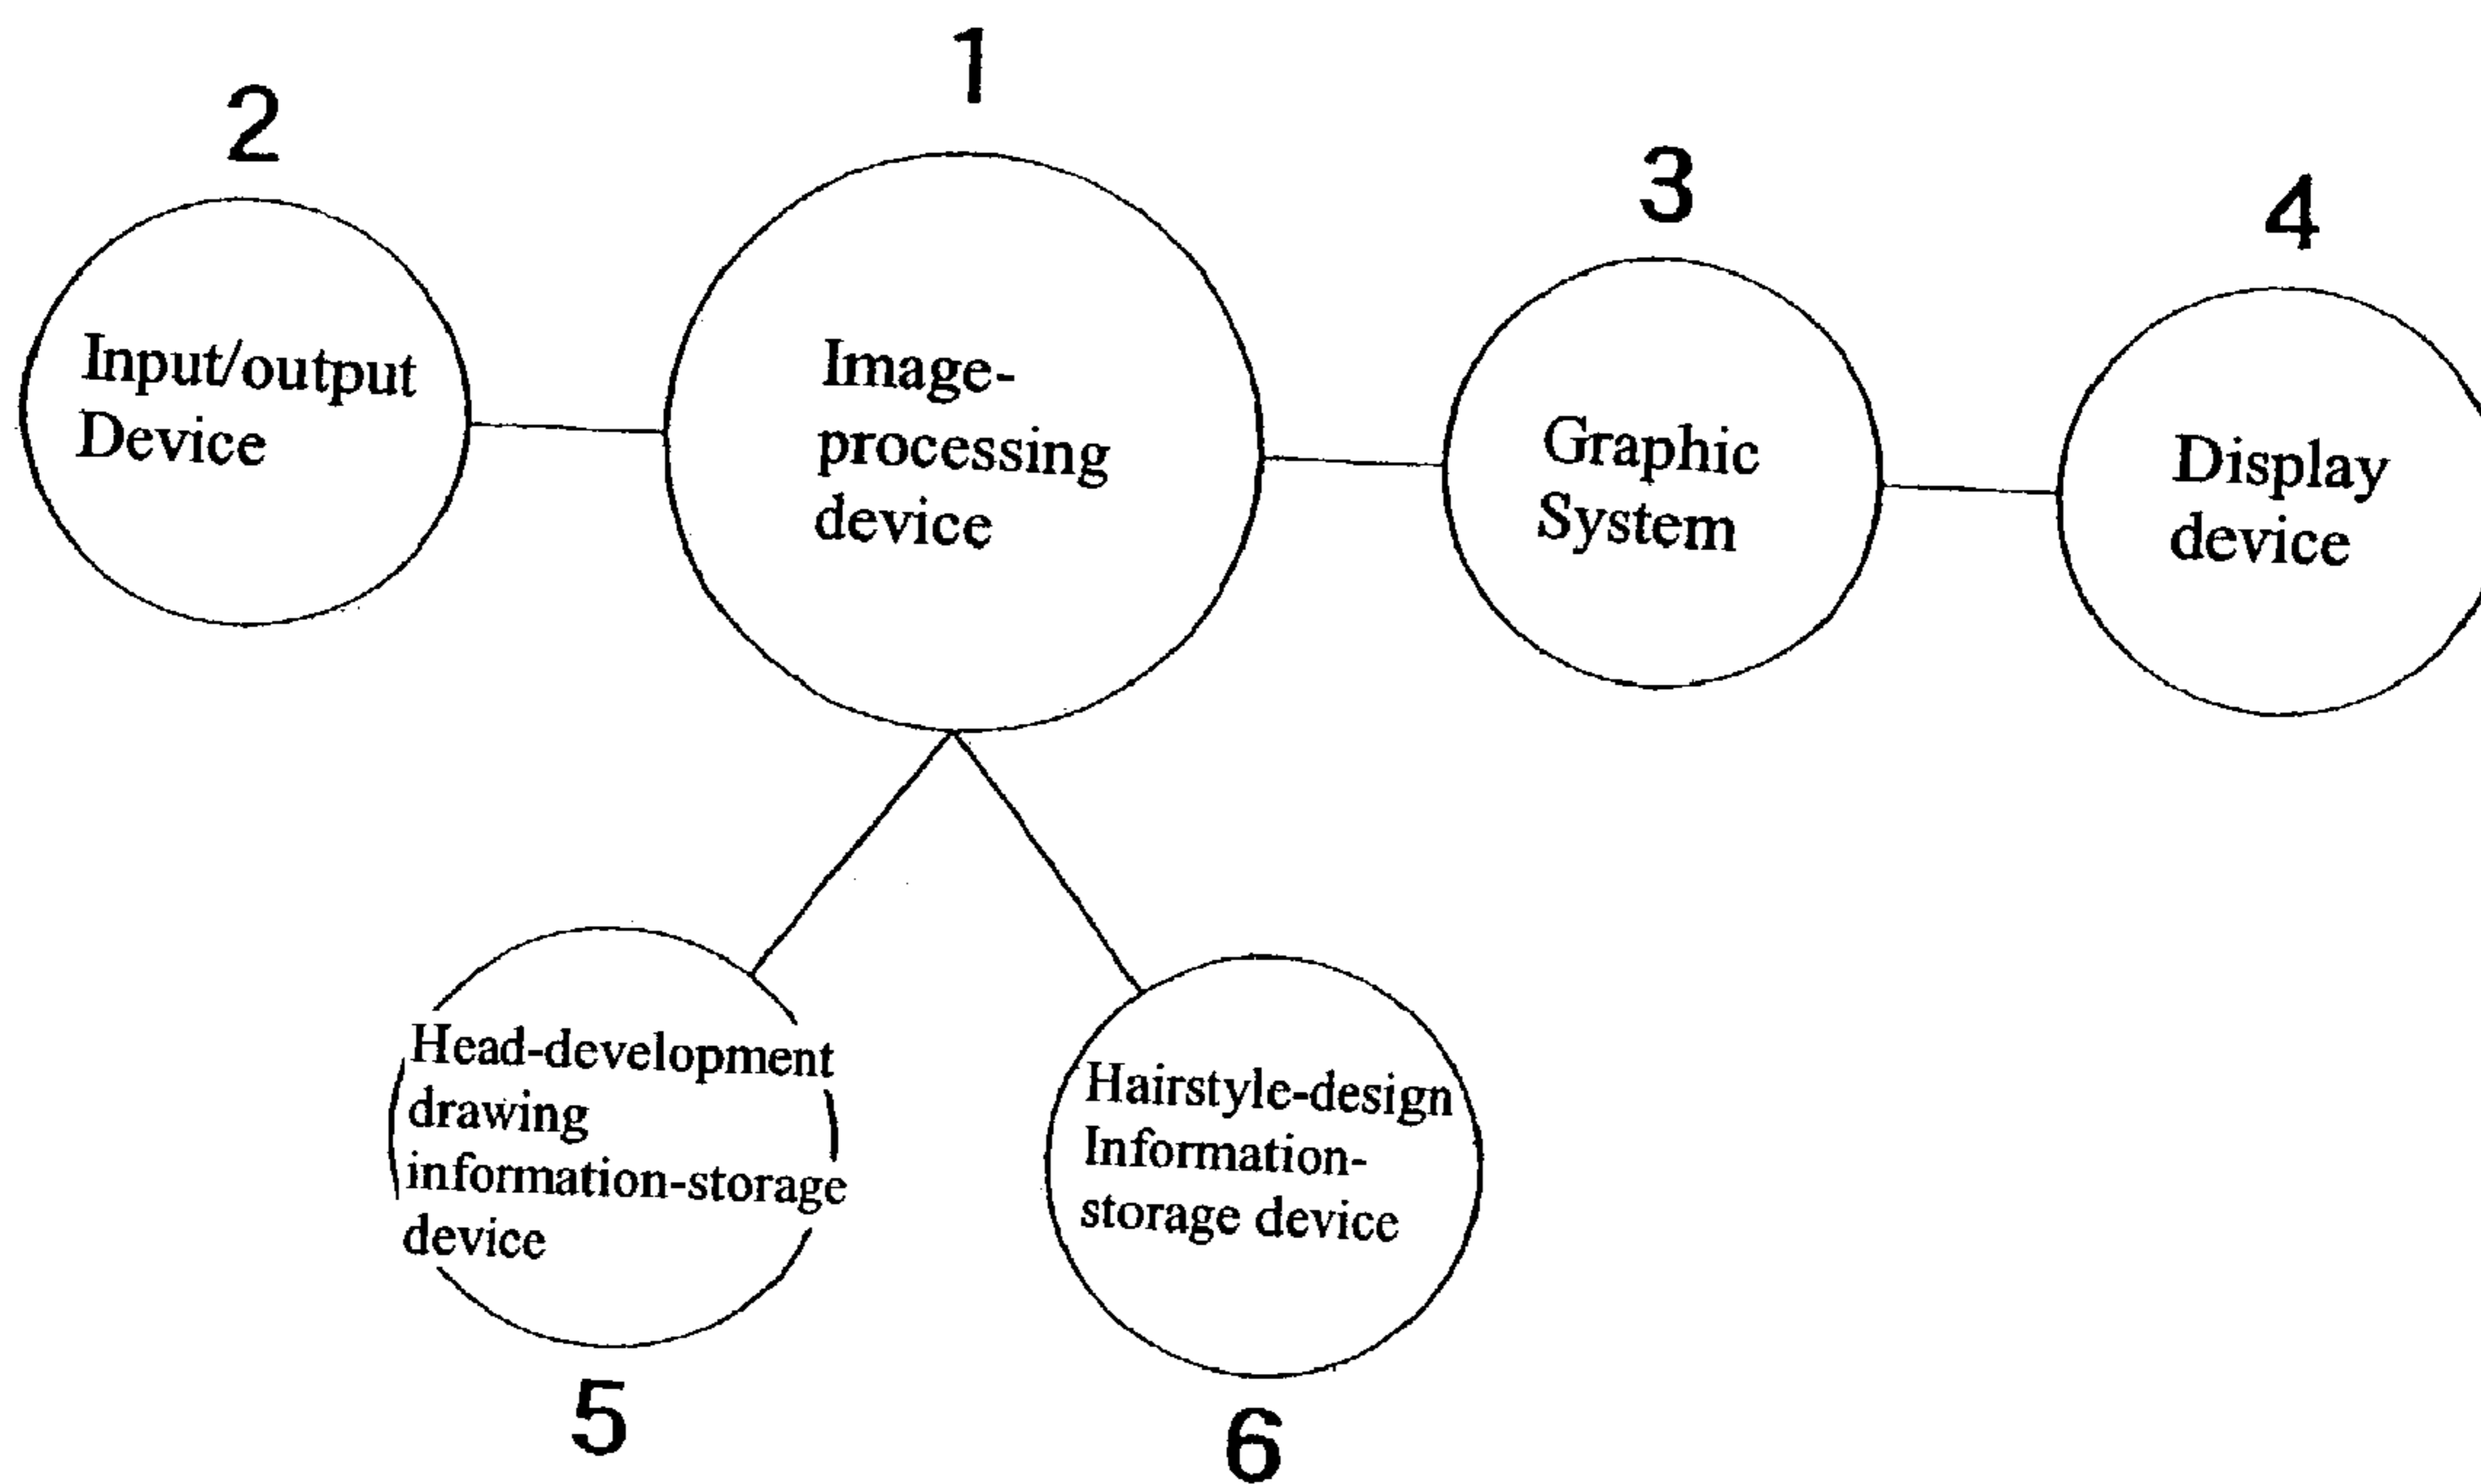 1
2
3
4
Input/output
Device
Image-
processing
device
Graphic
System
Display
device
Head-development
drawing
information-storage
device
Hairstyle-design
Information-
storage device
5
6